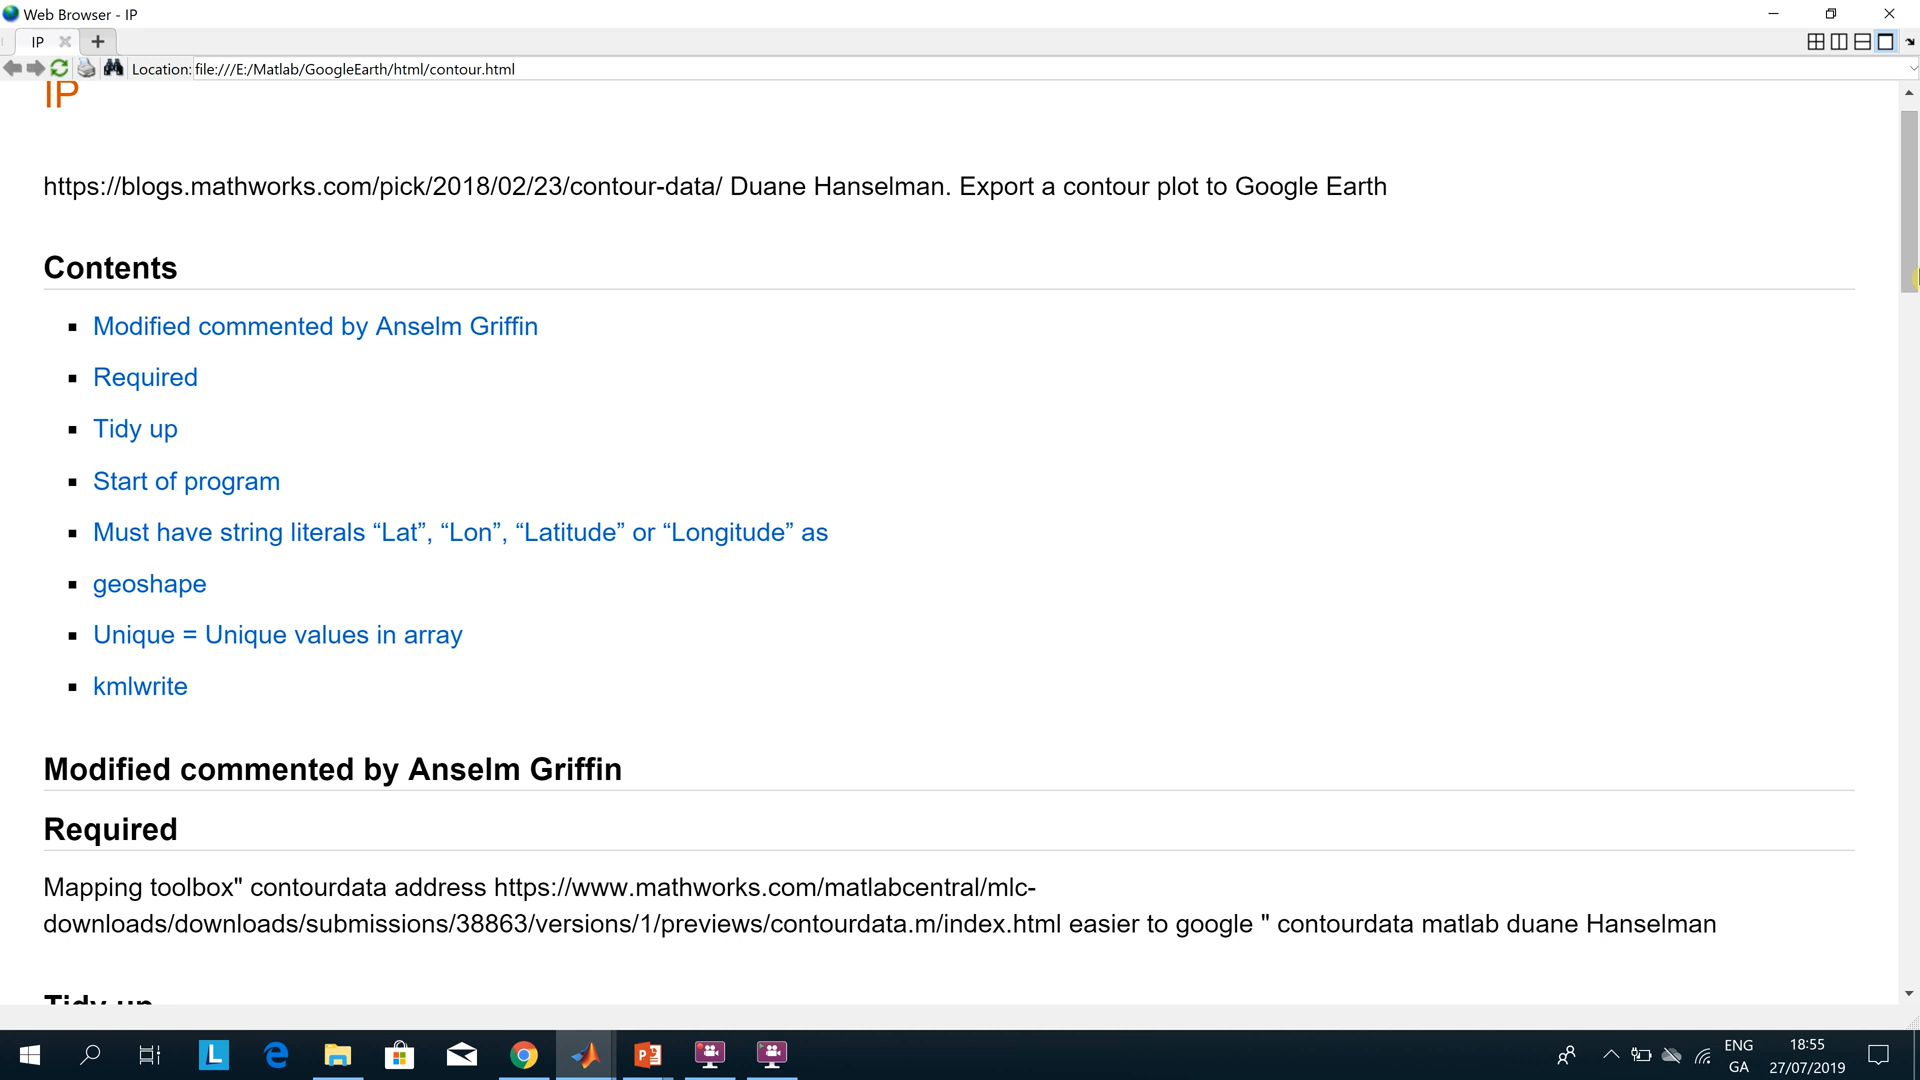 Web Browser - IP
IP
Location: file:///E:/Matlab/GoogleEarth/html/contour.html
IP
https://blogs.mathworks.com/pick/2018/02/23/contour-data/ Duane Hanselman. Export a contour plot to Google Earth
Contents
Modified commented by Anselm Griffin
Required
Tidy up
Start of program
Must have string literals “Lat”, “Lon”, “Latitude” or “Longitude” as
geoshape
Unique = Unique values in array
kmlwrite
Modified commented by Anselm Griffin
Required
Mapping toolbox" contourdata address https://www.mathworks.com/matlabcentral/mlc-
downloads/downloads/submissions/38863/versions/1/previews/contourdata.m/index.html easier to google " contourdata matlab duane Hanselman
Tidy up
L
ENG
GA
18:55
27/07/2019